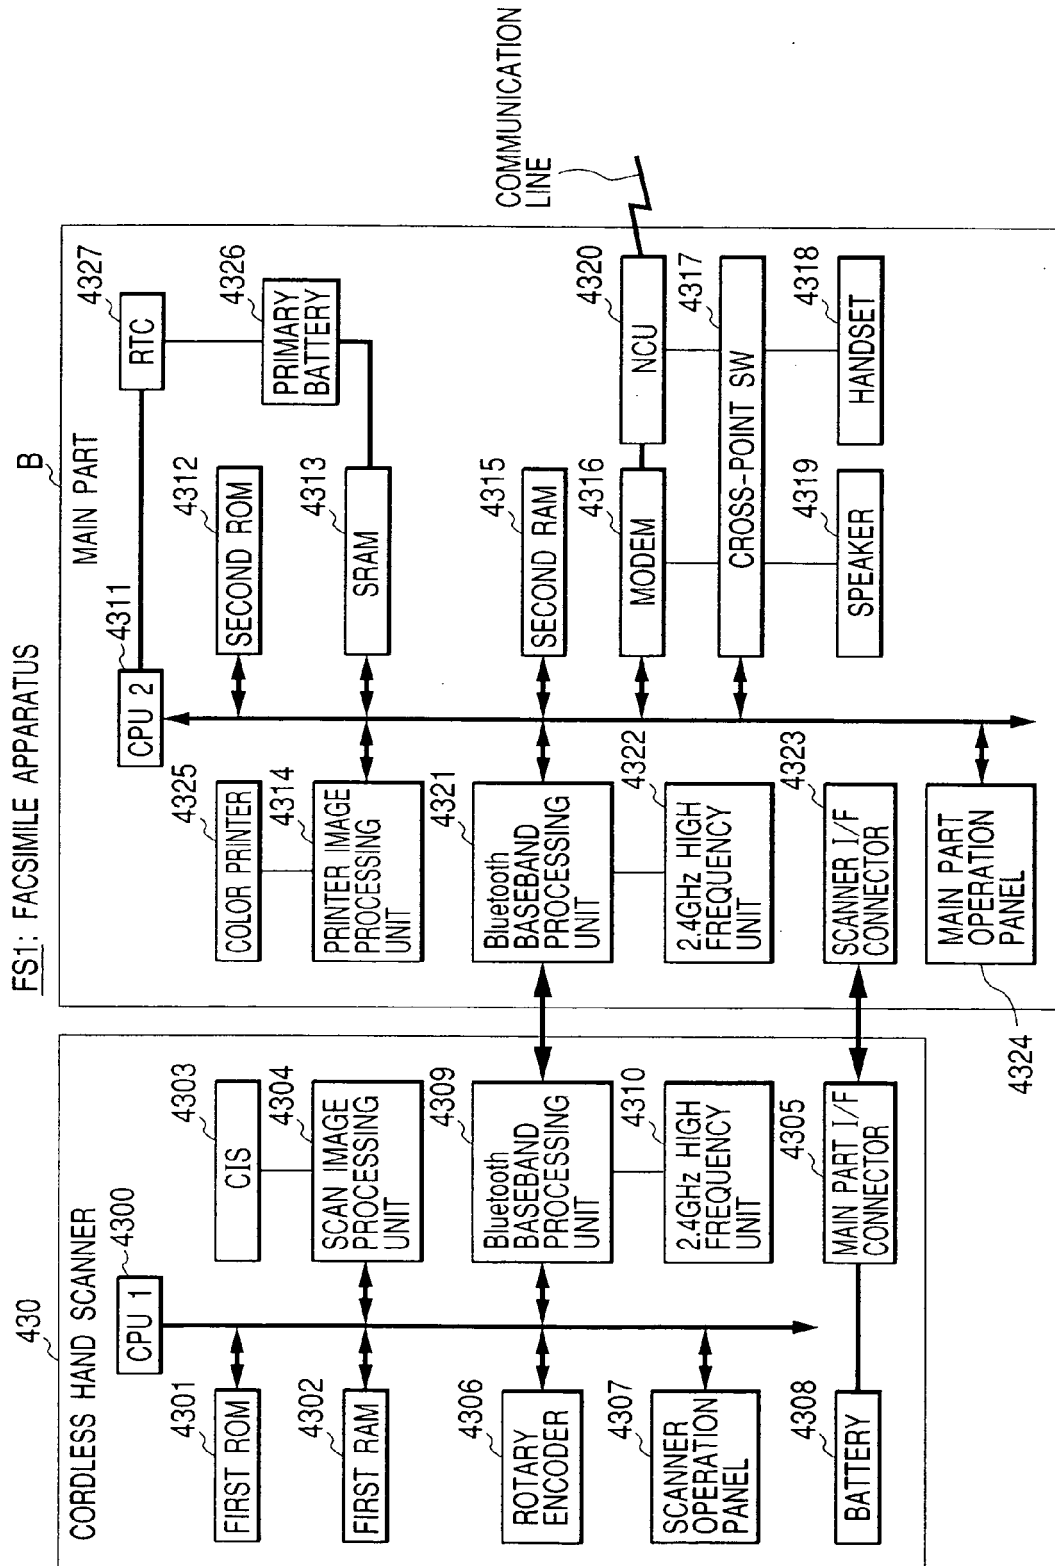 FS1: FACSIMILE APPARATUS
430
CORDLESS HAND SCANNER
4300
CPU 1
4301
FIRST ROM
4302
FIRST RAM
4306
ROTARY
ENCODER
4307
SCANNER
OPERATION
PANEL
4308
BATTERY
4303
CIS
4304
SCAN IMAGE
PROCESSING
UNIT
4309
Bluetooth
BASEBAND
PROCESSING
UNIT
4310
2.4GHz HIGH
FREQUENCY
UNIT
4305
MAIN PART I/F
CONNECTOR
B
MAIN PART
4311
CPU 2
4325
COLOR PRINTER
4314
PRINTER IMAGE
PROCESSING
UNIT
4321
Bluetooth
BASEBAND
PROCESSING
UNIT
4322
2.4GHz HIGH
FREQUENCY
UNIT
4323
SCANNER I/F
CONNECTOR
4324
MAIN PART
OPERATION
PANEL
4312
SECOND ROM
4313
SRAM
4315
SECOND RAM
4316
MODEM
4327
RTC
4326
PRIMARY
BATTERY
4320
NCU
4317
CROSS-POINT SW
4319
SPEAKER
4318
HANDSET
COMMUNICATION
LINE